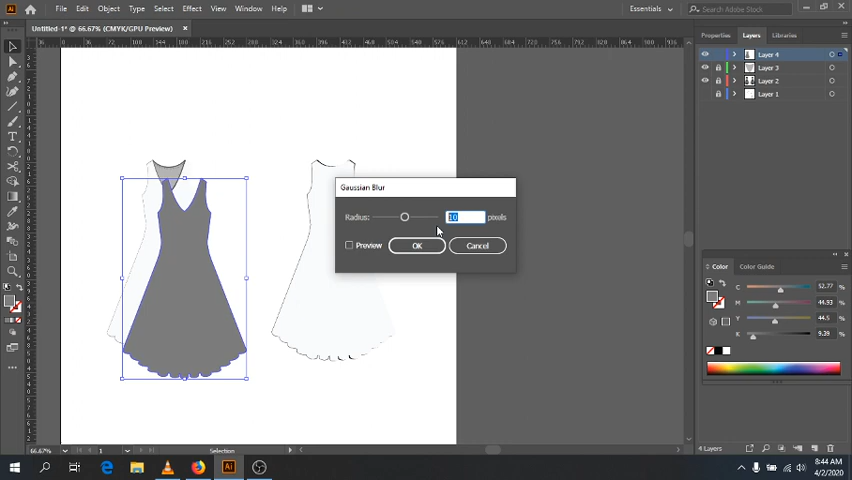 File Edit Object Type Select Effect View Window Help
Essentials
Search Adobe Stock
Untitled-1* @ 66.67% (CMYK/GPU Preview)
Properties Layers Libraries
Layer 4
Layer 3
Layer 2
Layer 1
Gaussian Blur
Radius: 10 pixels
Preview OK Cancel
Color Color Guide
C 52.77 %
M 44.93 %
Y 44.5 %
K 9.39 %
4 Layers
66.67% 1 Selection
Ai
8:44 AM
4/2/2020